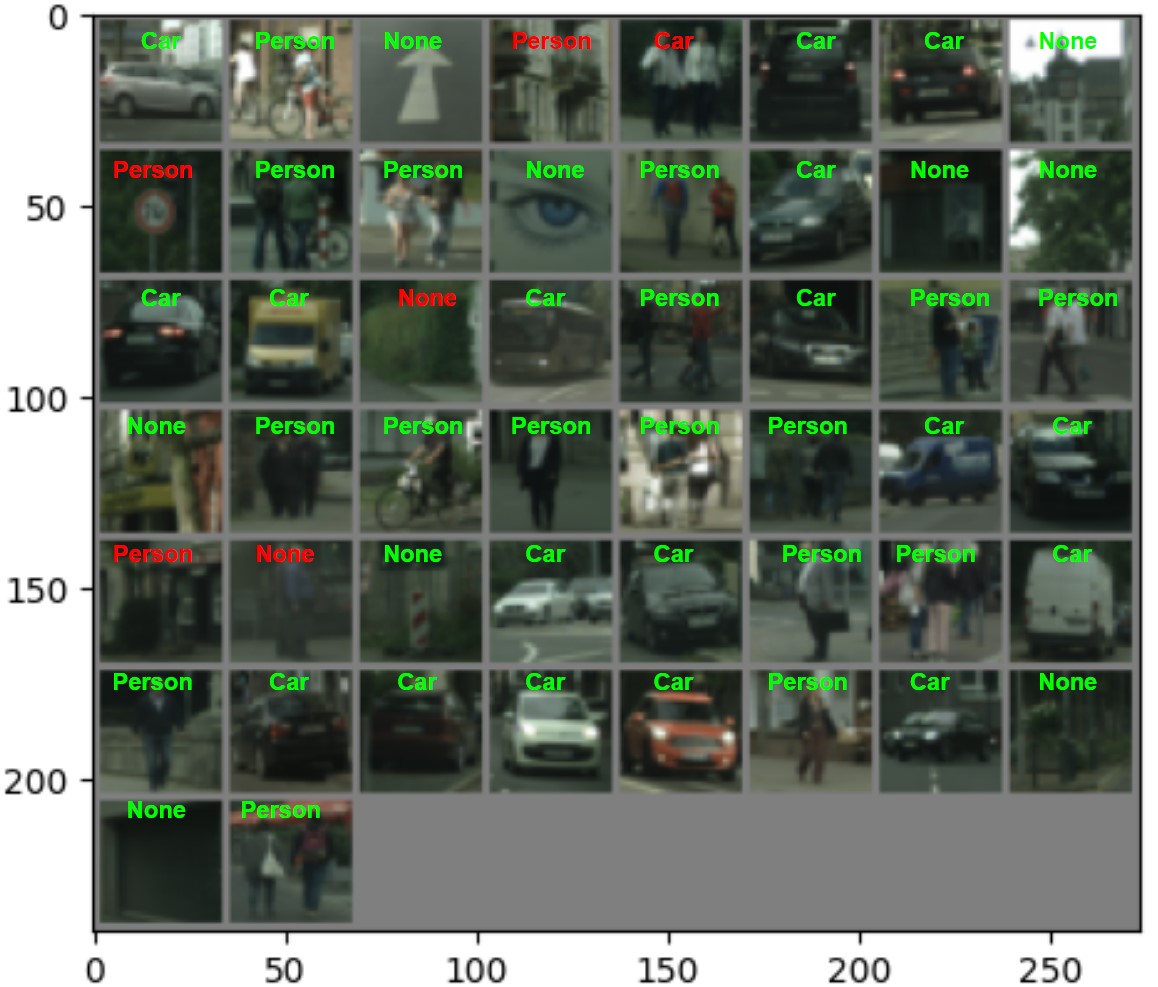 0
Car Person None Person Car Car Car None
50
Person Person Person None Person Car None None
Car Car None Car Person Car Person Person
100
None Person Person Person Person Person Car Car
150
Person None None Car Car Person Person Car
Person Car Car Car Car Person Car None
200
None Person
0 50 100 150 200 250